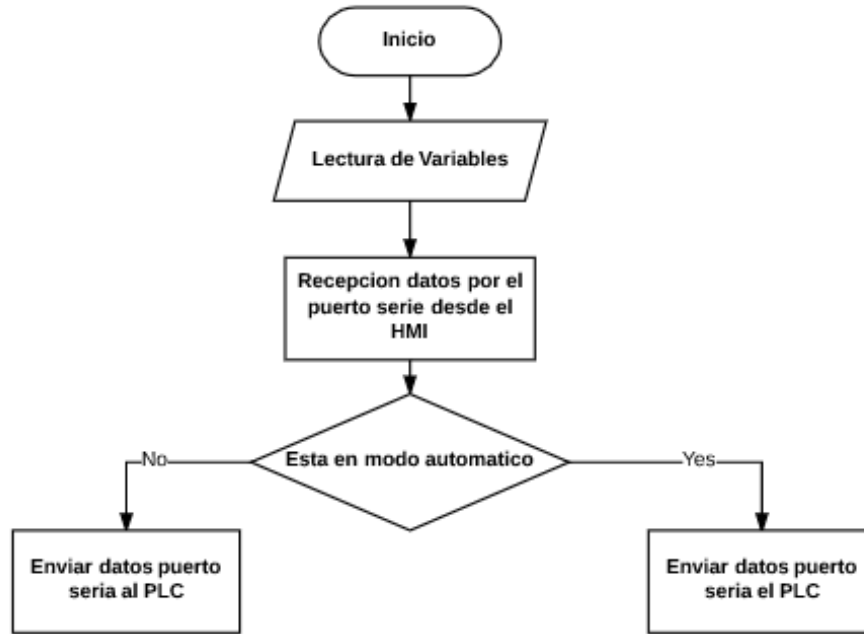 Inicio
Lectura de Variables
Recepcion datos por el
puerto serie desde el
HMI
Esta en modo automatico
No
Yes
Enviar datos puerto
seria al PLC
Enviar datos puerto
seria el PLC